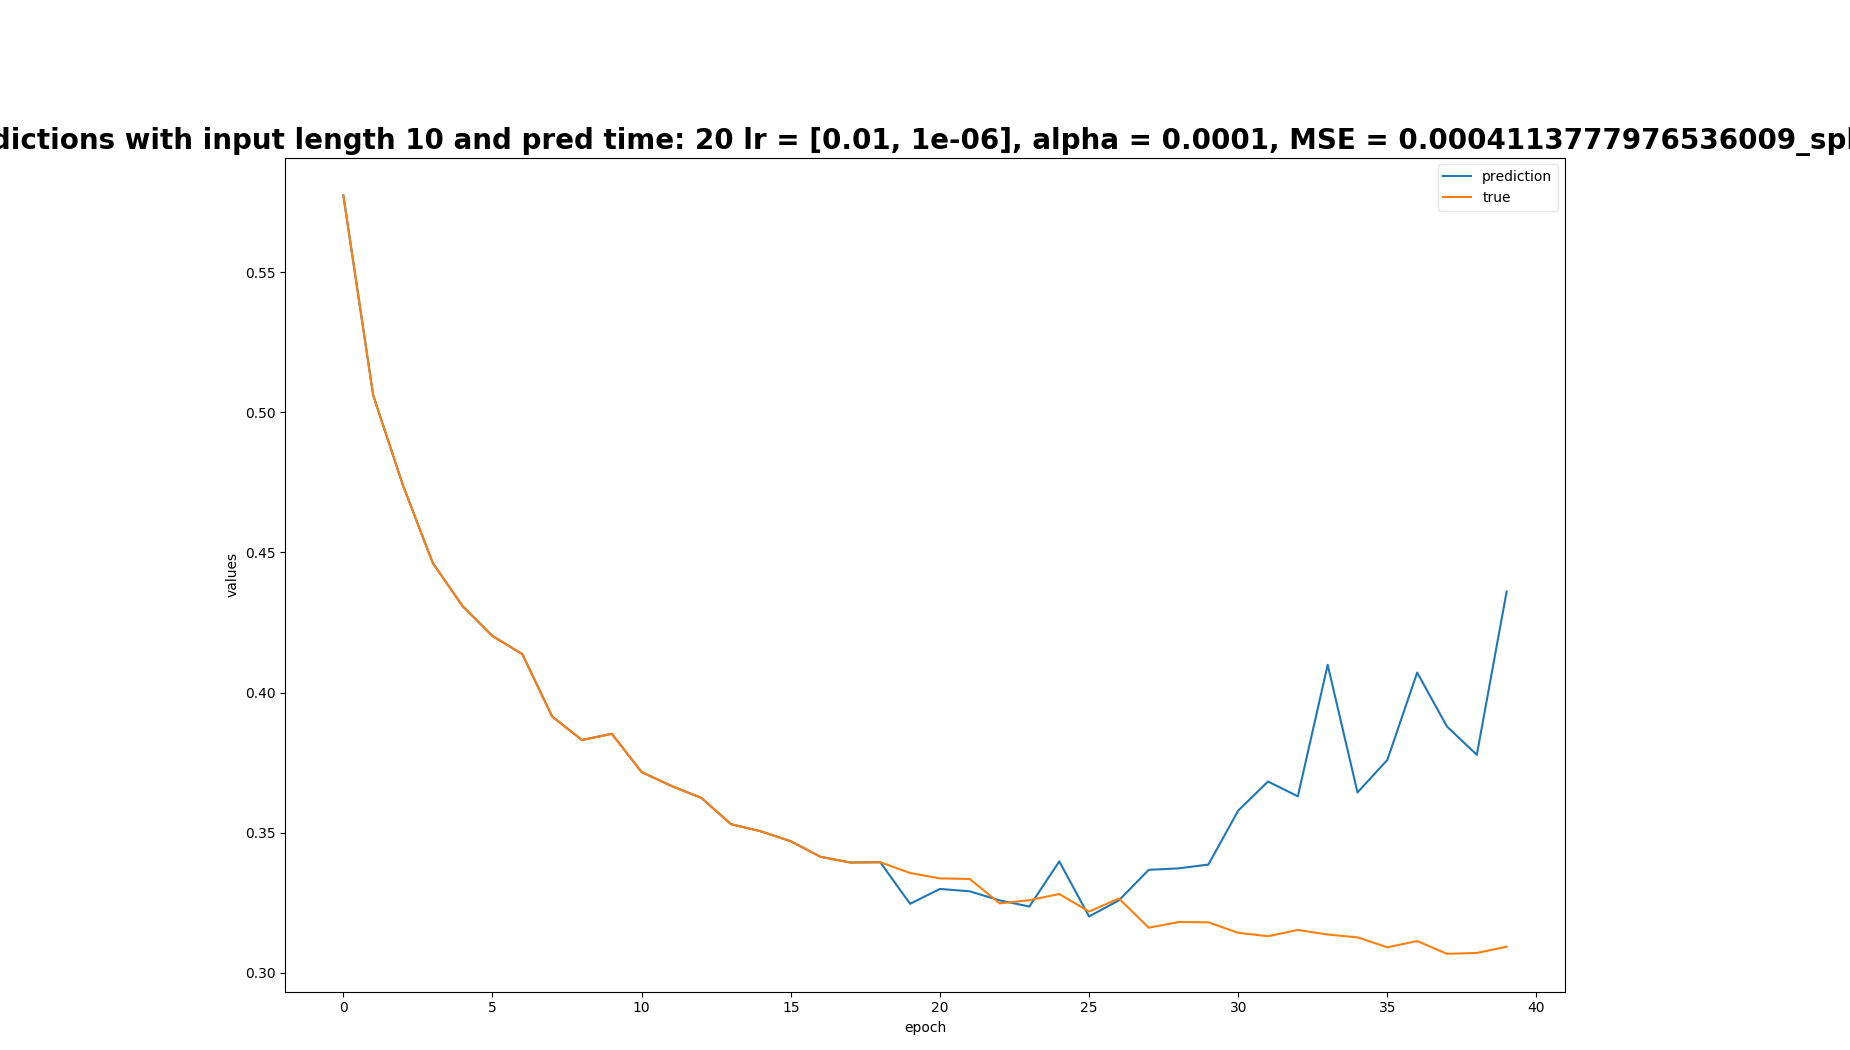 dictions with input length 10 and pred time: 20 lr = [0.01, 1e-06], alpha = 0.0001, MSE = 0.0004113777976536009_spl
prediction
true
0.55
0.50
0.45
0.40
0.35
0.30
values
0 5 10 15 20 25 30 35 40
epoch